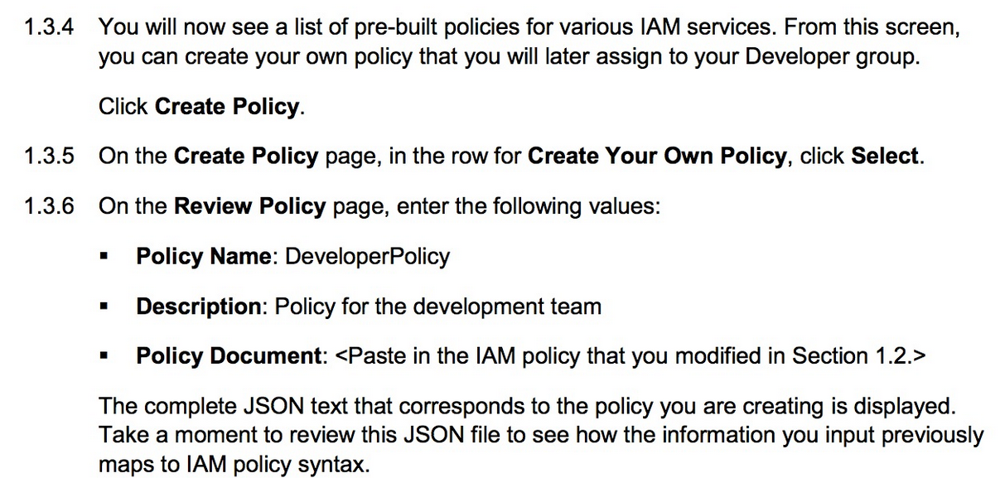 1.3.4 You will now see a list of pre-built policies for various IAM services. From this screen,
you can create your own policy that you will later assign to your Developer group.
Click Create Policy.
1.3.5 On the Create Policy page, in the row for Create Your Own Policy, click Select.
1.3.6 On the Review Policy page, enter the following values:
▪ Policy Name: DeveloperPolicy
▪ Description: Policy for the development team
▪ Policy Document: <Paste in the IAM policy that you modified in Section 1.2.>
The complete JSON text that corresponds to the policy you are creating is displayed.
Take a moment to review this JSON file to see how the information you input previously
maps to IAM policy syntax.